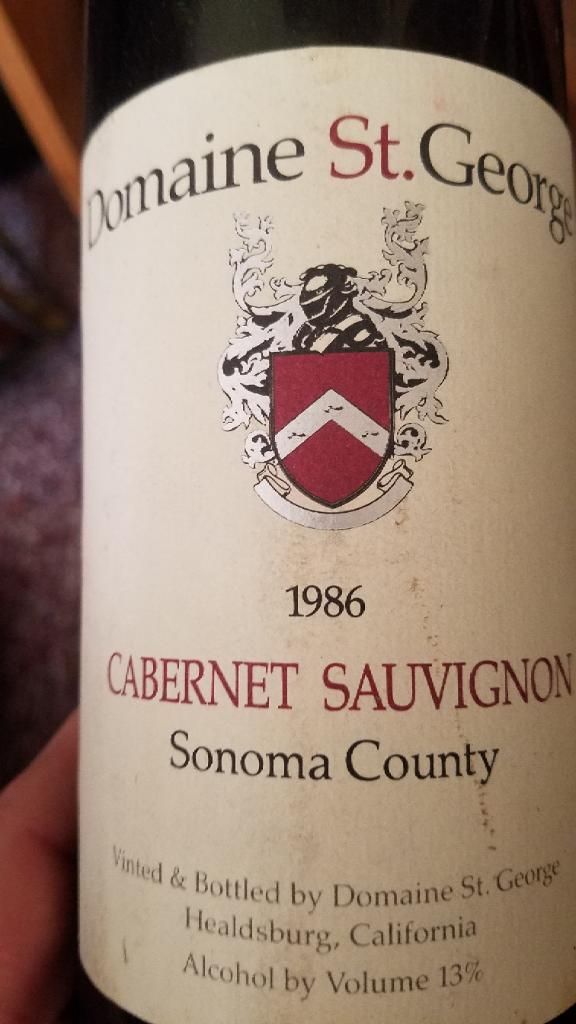 Domaine St. George
1986
CABERNET SAUVIGNON
Sonoma County
Vinted & Bottled by Domaine St. George
Healdsburg, California
Alcohol by Volume 13%